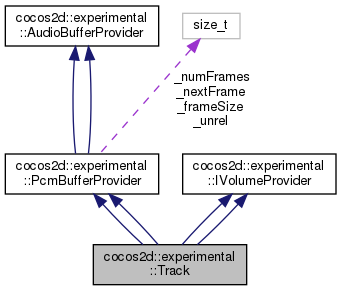 cocos2d::experimental
::AudioBufferProvider
size_t
_numFrames
_nextFrame
_frameSize
_unrel
cocos2d::experimental
::PcmBufferProvider
cocos2d::experimental
::IVolumeProvider
cocos2d::experimental
::Track